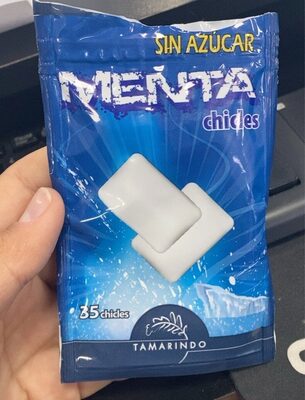 SIN AZÚCAR
MENTA
chicles
35 chicles
TAMARINDO